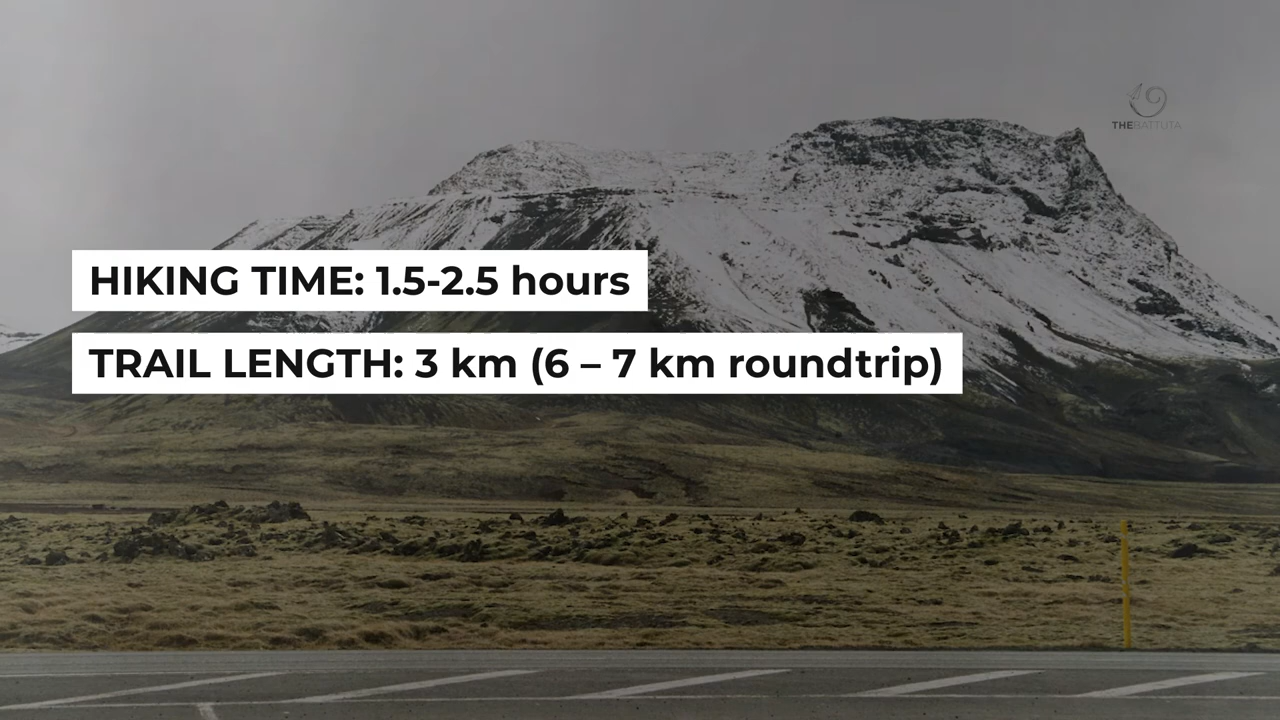 THEBATTUTA
HIKING TIME: 1.5-2.5 hours
TRAIL LENGTH: 3 km (6 – 7 km roundtrip)